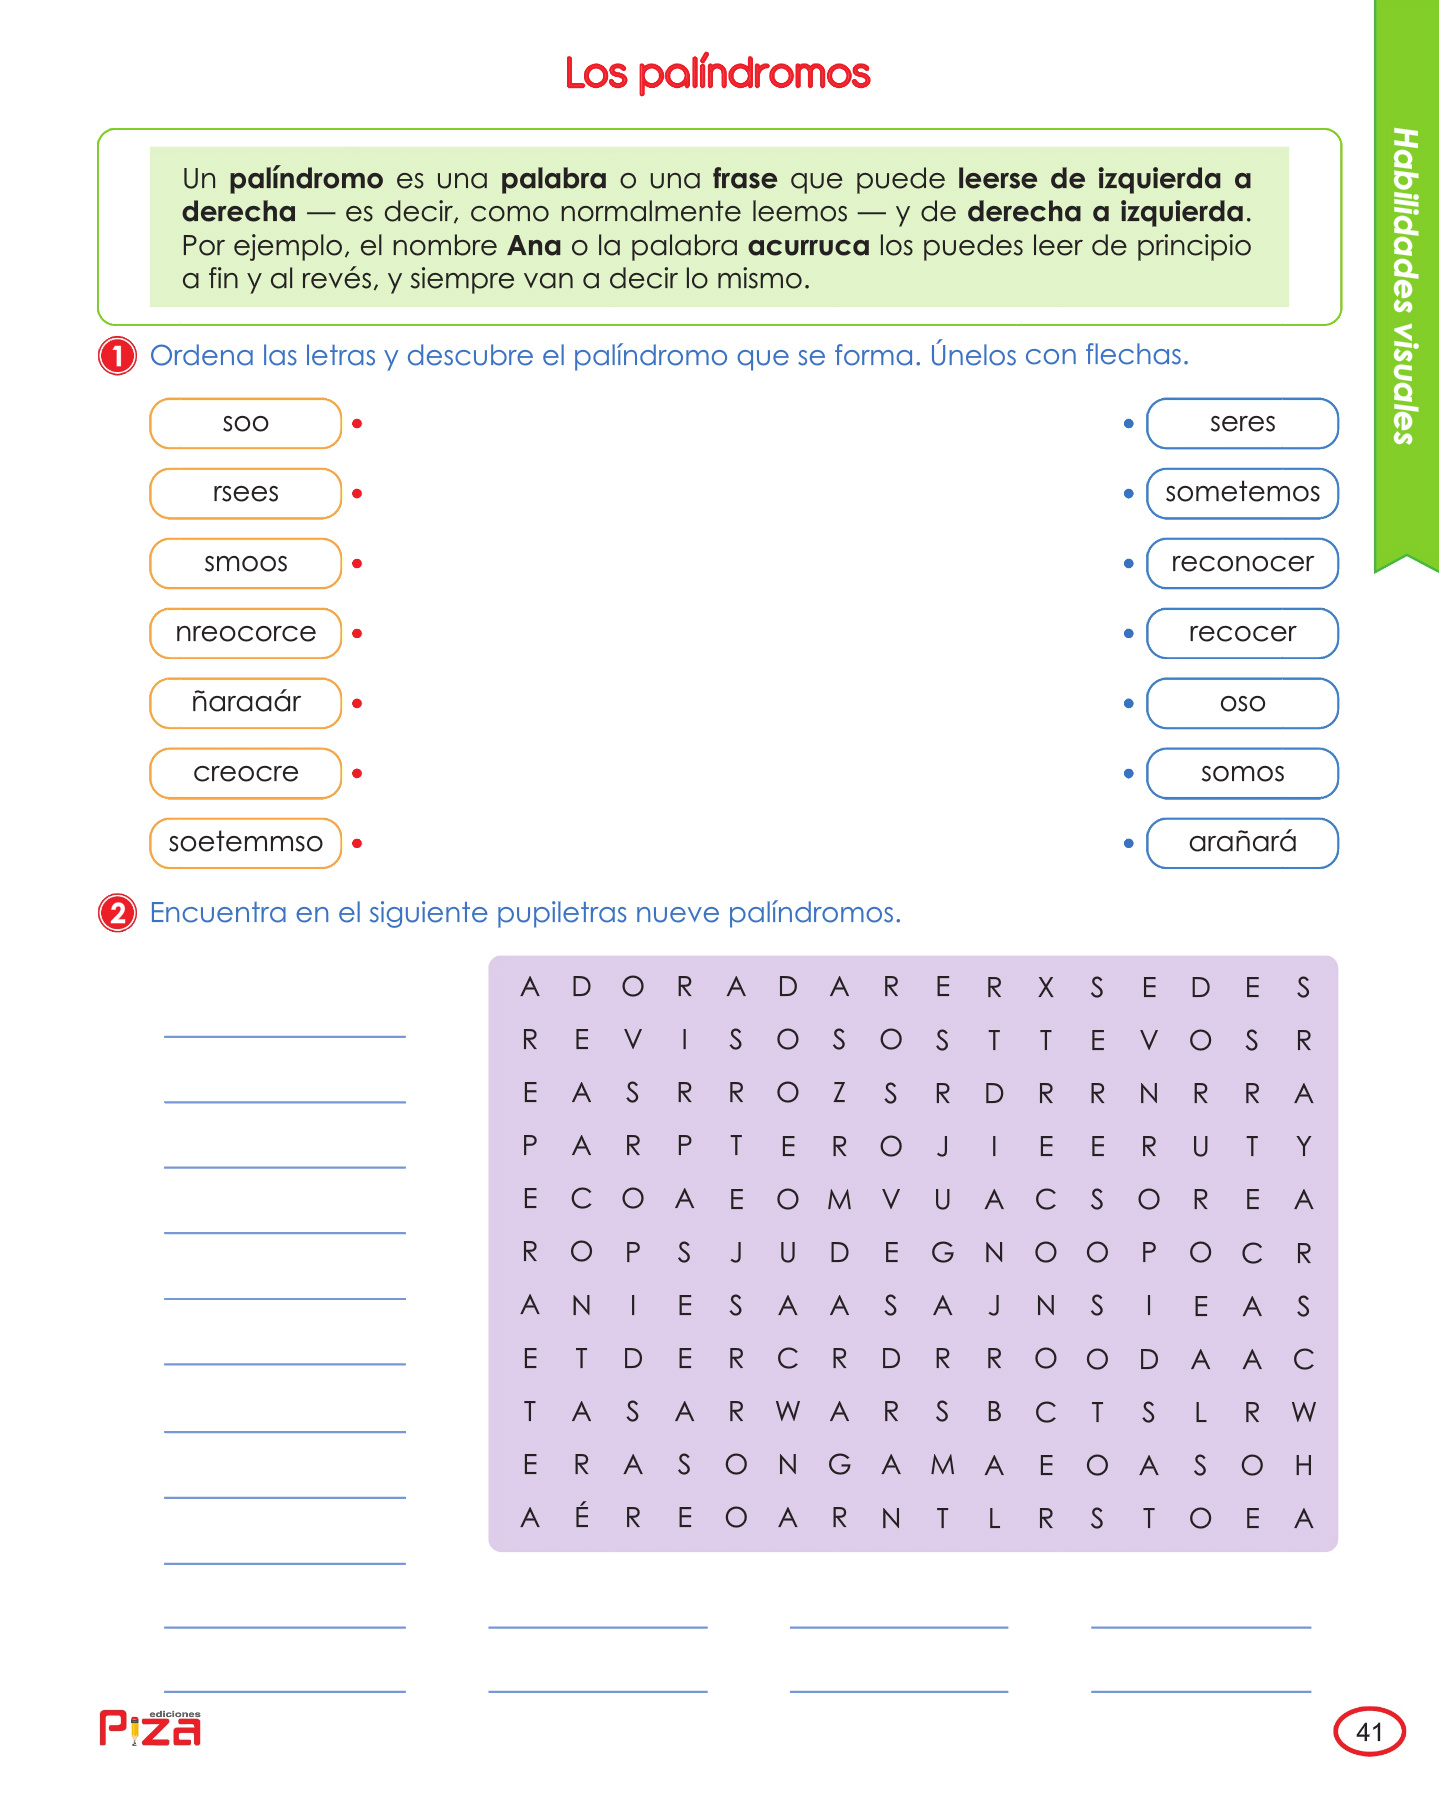 Los palíndromos
Habilidades visuales
Un palíndromo es una palabra o una frase que puede leerse de izquierda a
derecha — es decir, como normalmente leemos — y de derecha a izquierda.
Por ejemplo, el nombre Ana o la palabra acurruca los puedes leer de principio
a fin y al revés, y siempre van a decir lo mismo.
1 Ordena las letras y descubre el palíndromo que se forma. Únelos con flechas.
soo
rsees
smoos
nreocorce
ñaraaár
creocre
soetemmso
seres
sometemos
reconocer
recocer
oso
somos
arañará
2 Encuentra en el siguiente pupiletras nueve palíndromos.
A D O R A D A R E R X S E D E S
R E V I S O S O S T T E V O S R
E A S R R O Z S R D R R N R R A
P A R P T E R O J I E E R U T Y
E C O A E O M V U A C S O R E A
R O P S J U D E G N O O P O C R
A N I E S A A S A J N S I E A S
E T D E R C R D R R O O D A A C
T A S A R W A R S B C T S L R W
E R A S O N G A M A E O A S O H
A É R E O A R N T L R S T O E A
ediciones
Piza
41